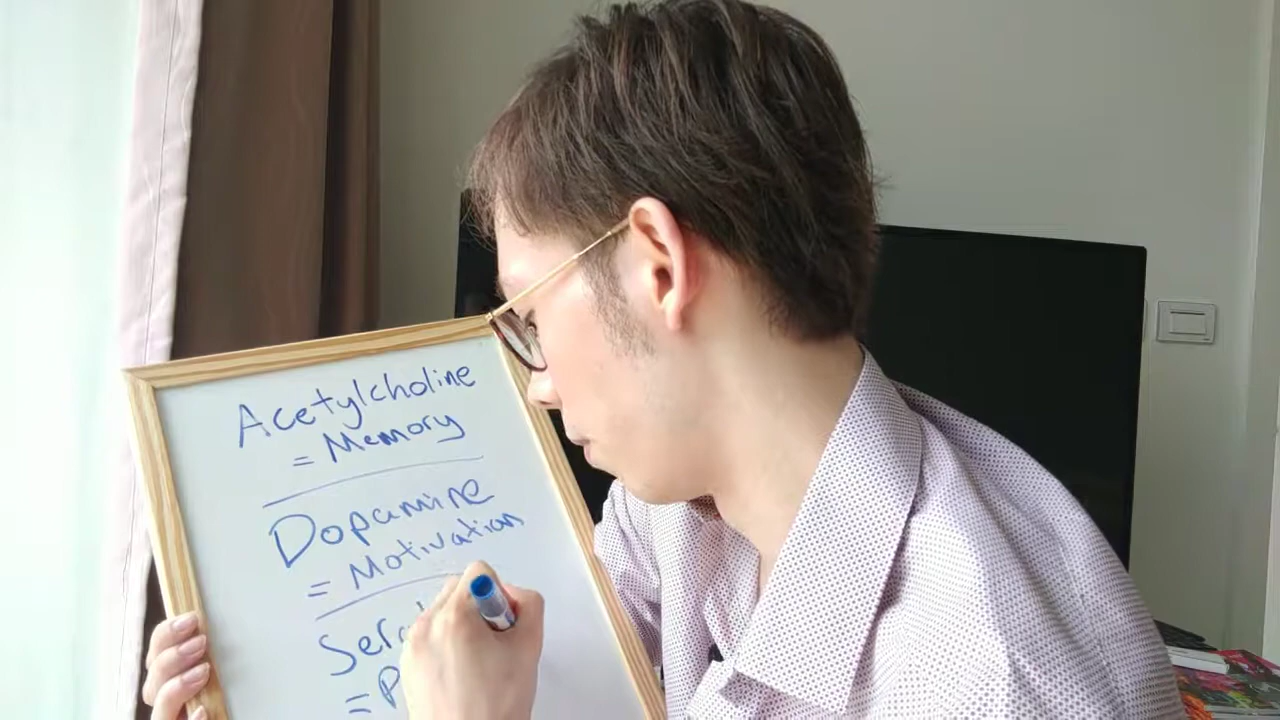 Acetylcholine
= Memory
Dopamine
= Motivation